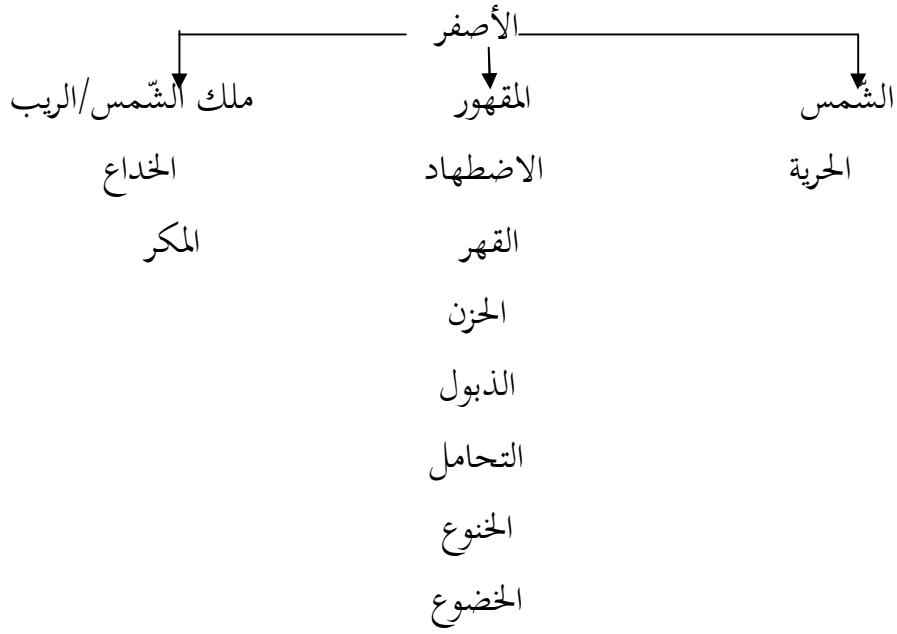 الأصفر
الشّمس المقهور ملك الشّمس/الريب
الحرية الاضطهاد الخداع
القهر المكر
الحزن
الذبول
التحامل
الخنوع
الخضوع